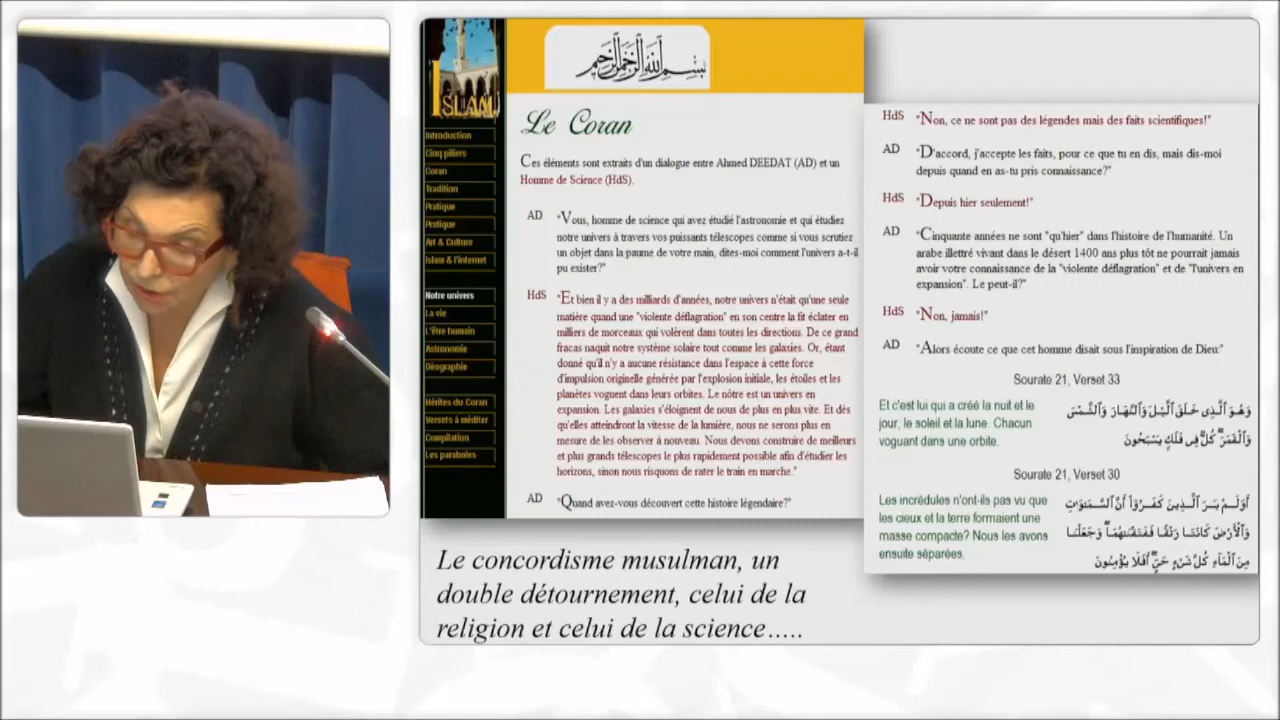 ISLAM
Introduction
Cinq piliers
Coran
Tradition
Pratique
Pratique
Art & Culture
Islam & l'internet
Notre univers
La vie
L'être humain
Astronomie
Géographie
Mérites du Coran
Versets à méditer
Compilation
Les paraboles
بسم الله الرحمن الرحيم
Le Coran
Ces éléments sont extraits d'un dialogue entre Ahmed DEEDAT (AD) et un
Homme de Science (HdS).
AD "Vous, homme de science qui avez étudié l'astronomie et qui étudiez
notre univers à travers vos puissants télescopes comme si vous scrutiez
un objet dans la paume de votre main, dites-moi comment l'univers a-t-il
pu exister?"
HdS "Et bien il y a des milliards d'années, notre univers n'était qu'une seule
matière quand une "violente déflagration" en son centre la fit éclater en
milliers de morceaux qui volèrent dans toutes les directions. De ce grand
fracas naquit notre système solaire tout comme les galaxies. Or, étant
donné qu'il n'y a aucune résistance dans l'espace à cette force
d'impulsion originelle générée par l'explosion initiale, les étoiles et les
planètes voguent dans leurs orbites. Le nôtre est un univers en
expansion. Les galaxies s'éloignent de nous de plus en plus vite. Et dès
qu'elles atteindront la vitesse de la lumière, nous ne serons plus en
mesure de les observer à nouveau. Nous devons construire de meilleurs
et plus grands télescopes le plus rapidement possible afin d'étudier les
horizons, sinon nous risquons de rater le train en marche."
AD "Quand avez-vous découvert cette histoire légendaire?"
HdS "Non, ce ne sont pas des légendes mais des faits scientifiques!"
AD "D'accord, j'accepte les faits, pour ce que tu en dis, mais dis-moi
depuis quand en as-tu pris connaissance?"
HdS "Depuis hier seulement!"
AD "Cinquante années ne sont "qu'hier" dans l'histoire de l'humanité. Un
arabe illettré vivant dans le désert 1400 ans plus tôt ne pourrait jamais
avoir votre connaissance de la "violente déflagration" et de "l'univers en
expansion". Le peut-il?"
HdS "Non, jamais!"
AD "Alors écoute ce que cet homme disait sous l'inspiration de Dieu:"
Sourate 21, Verset 33
Et c'est lui qui a créé la nuit et le
jour, le soleil et la lune. Chacun
voguant dans une orbite.
وَهُوَ ٱلَّذِى خَلَقَ ٱلَّيْلَ وَٱلنَّهَارَ وَٱلشَّمْسَ
وَٱلْقَمَرَ كُلٌّ فِى فَلَكٍ يَسْبَحُونَ
Sourate 21, Verset 30
Les incrédules n'ont-ils pas vu que
les cieux et la terre formaient une
masse compacte? Nous les avons
ensuite séparées.
أَوَلَمْ يَرَ ٱلَّذِينَ كَفَرُوٓا۟ أَنَّ ٱلسَّمَـٰوَٰتِ
وَٱلْأَرْضَ كَانَتَا رَتْقًا فَفَتَقْنَـٰهُمَا وَجَعَلْنَا
مِنَ ٱلْمَآءِ كُلَّ شَىْءٍ حَىٍّ أَفَلَا يُؤْمِنُونَ
Le concordisme musulman, un
double détournement, celui de la
religion et celui de la science…..